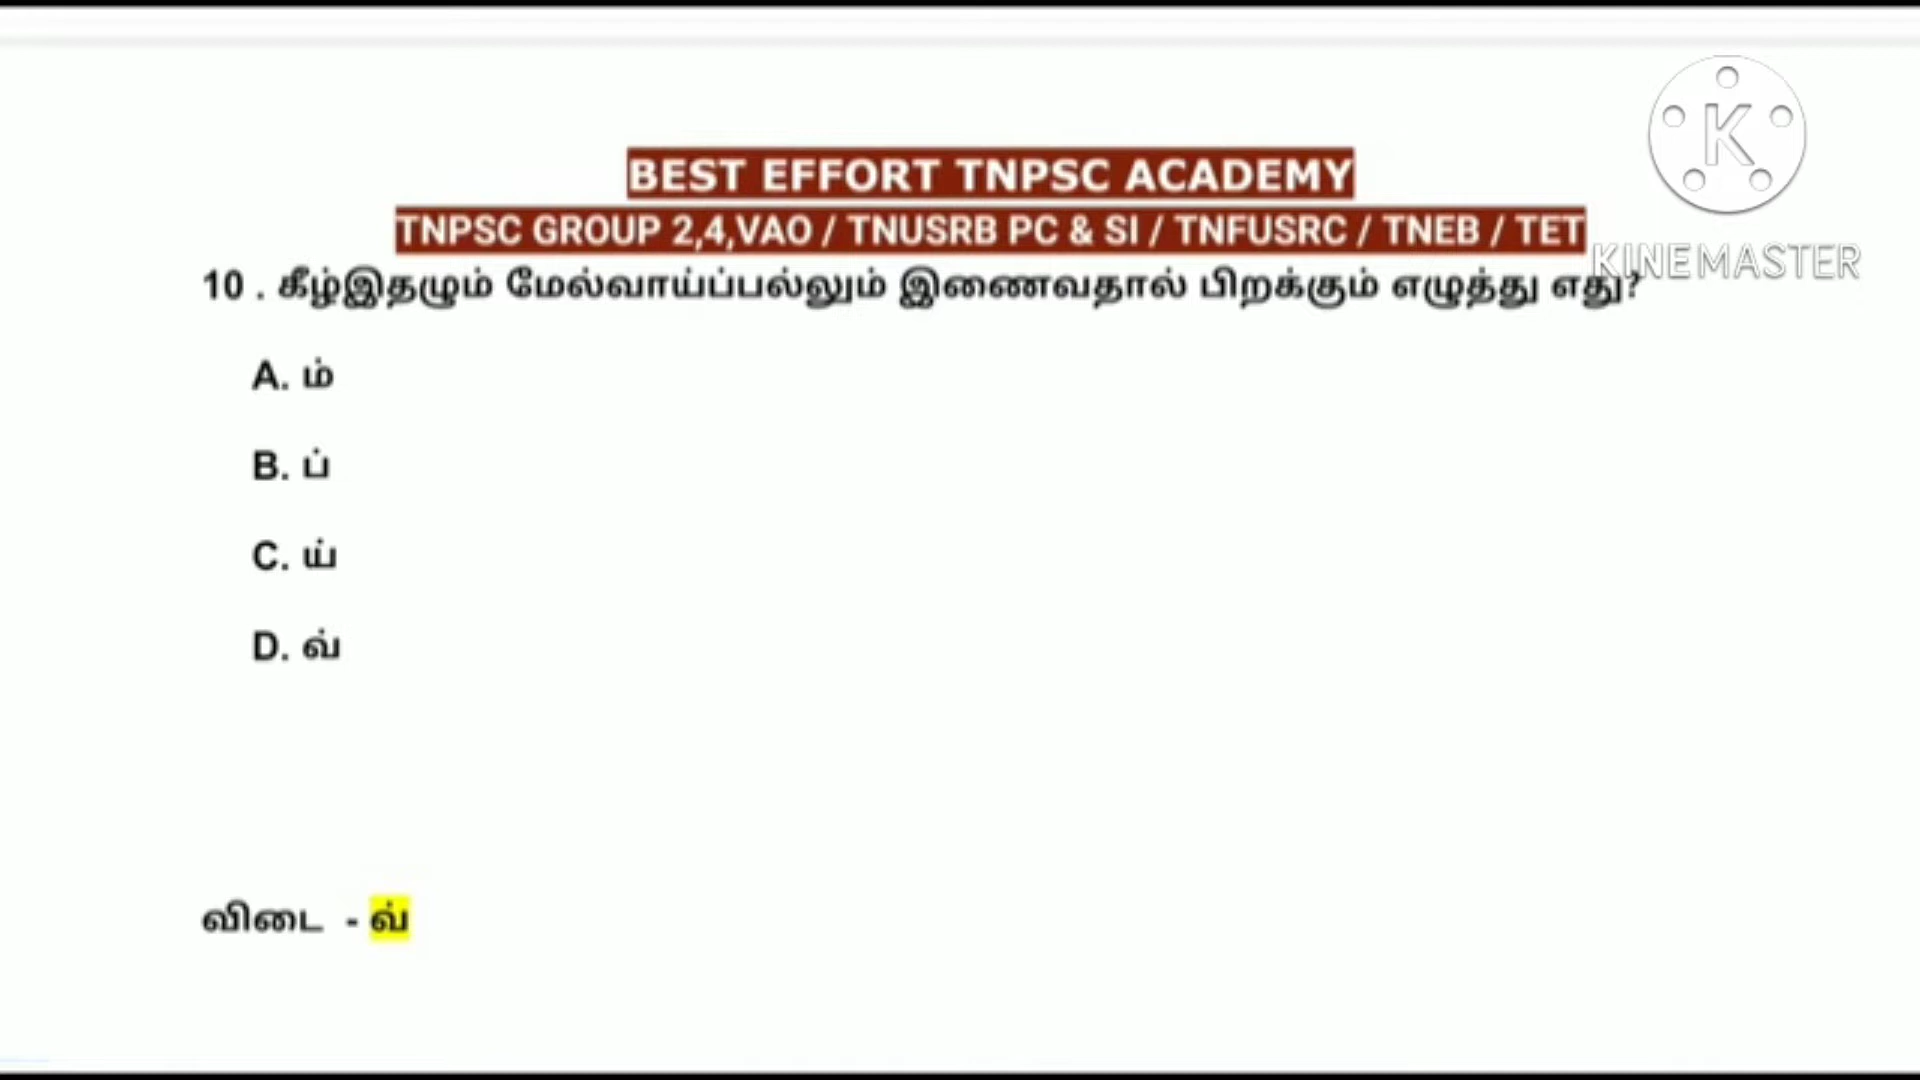 BEST EFFORT TNPSC ACADEMY
TNPSC GROUP 2,4,VAO / TNUSRB PC & SI / TNFUSRC / TNEB / TET
KINEMASTER
10 . கீழ்இதழும் மேல்வாய்ப்பல்லும் இணைவதால் பிறக்கும் எழுத்து எது?
A. ம்
B. ப்
C. ய்
D. வ்
விடை - வ்